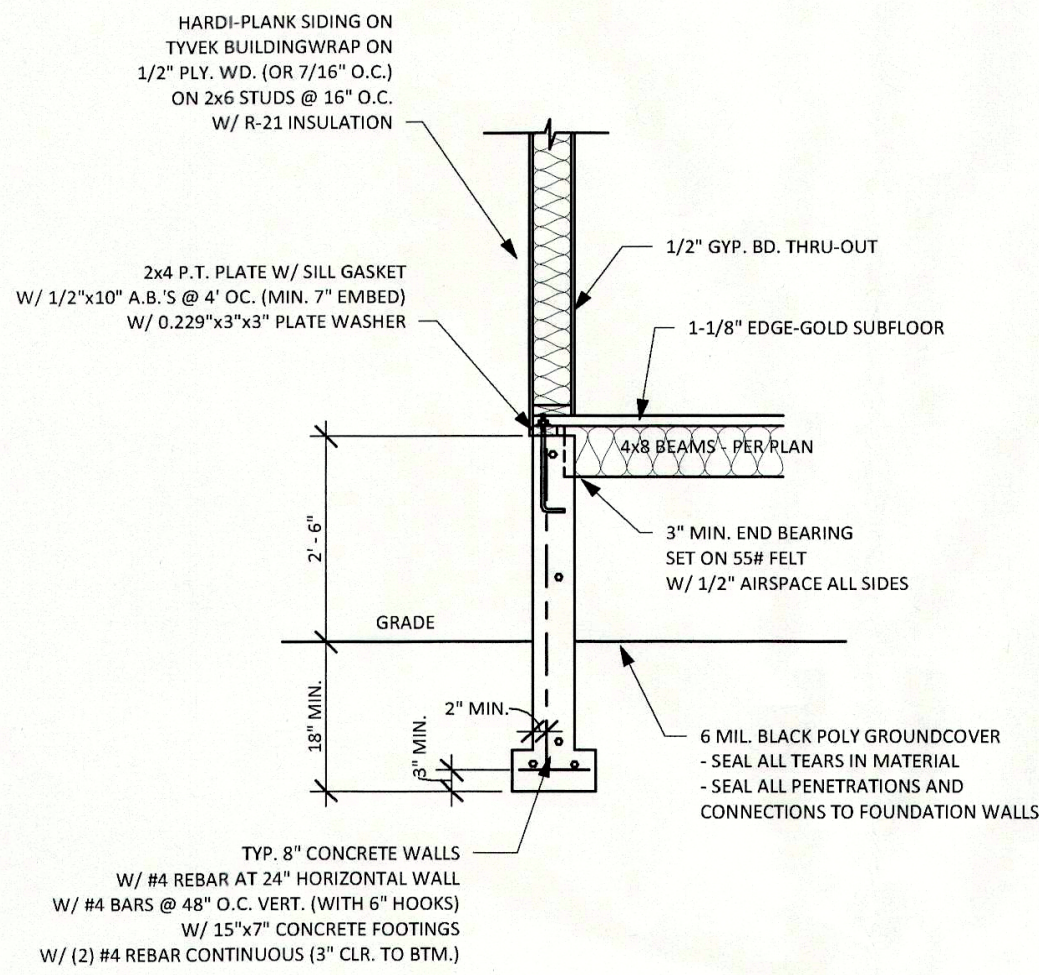 HARDI-PLANK SIDING ON
TYVEK BUILDINGWRAP ON
1/2" PLY. WD. (OR 7/16" O.C.)
ON 2x6 STUDS @ 16" O.C.
W/ R-21 INSULATION
1/2" GYP. BD. THRU-OUT
2x4 P.T. PLATE W/ SILL GASKET
W/ 1/2"x10" A.B.'S @ 4' OC. (MIN. 7" EMBED)
W/ 0.229"x3"x3" PLATE WASHER
1-1/8" EDGE-GOLD SUBFLOOR
4x8 BEAMS - PER PLAN
3" MIN. END BEARING
SET ON 55# FELT
W/ 1/2" AIRSPACE ALL SIDES
2' - 6"
GRADE
18" MIN.
3" MIN.
2" MIN.
6 MIL. BLACK POLY GROUNDCOVER
- SEAL ALL TEARS IN MATERIAL
- SEAL ALL PENETRATIONS AND
CONNECTIONS TO FOUNDATION WALLS
TYP. 8" CONCRETE WALLS
W/ #4 REBAR AT 24" HORIZONTAL WALL
W/ #4 BARS @ 48" O.C. VERT. (WITH 6" HOOKS)
W/ 15"x7" CONCRETE FOOTINGS
W/ (2) #4 REBAR CONTINUOUS (3" CLR. TO BTM.)